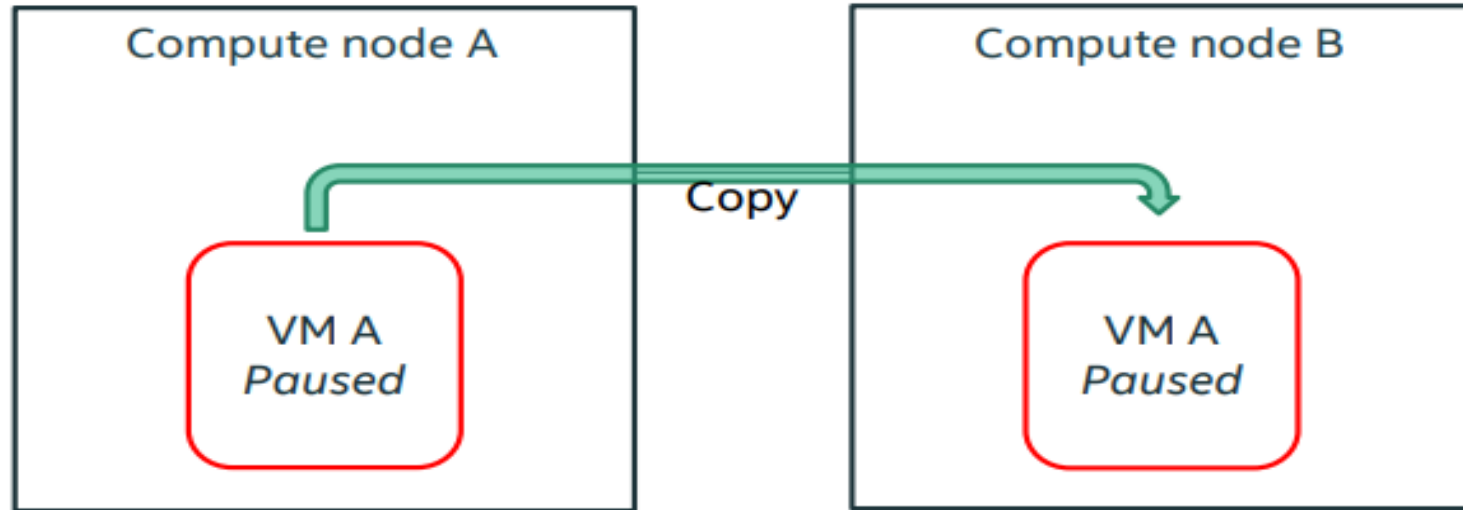 Compute node A
Compute node B
Copy
VM A
Paused
VM A
Paused